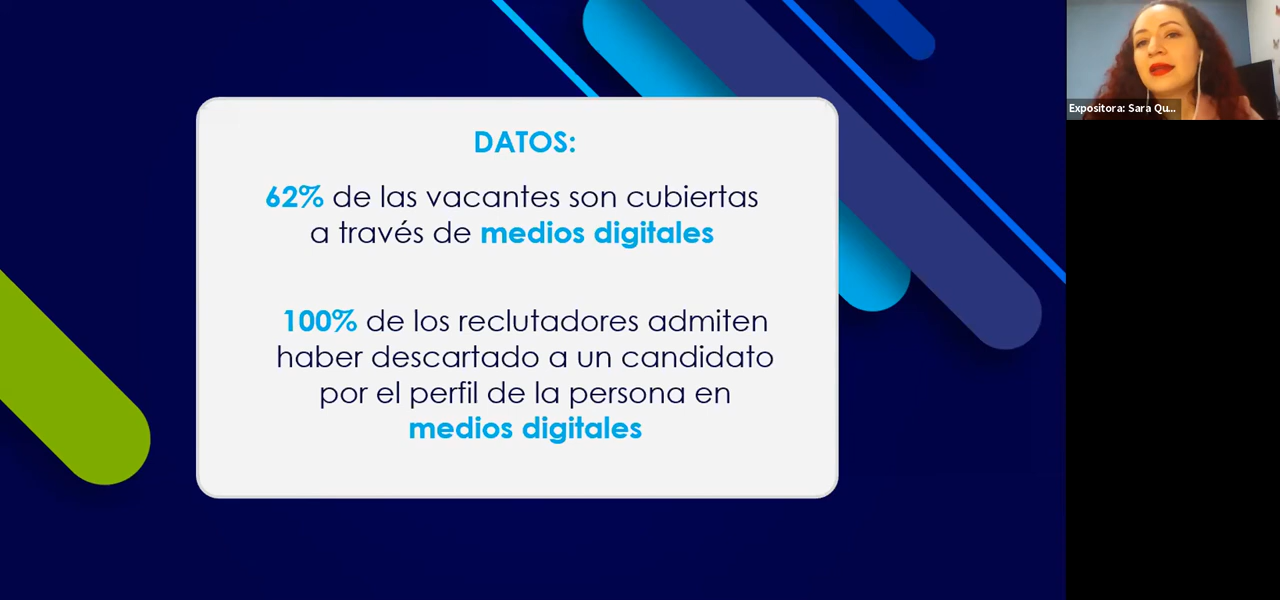 DATOS:
62% de las vacantes son cubiertas
a través de medios digitales
100% de los reclutadores admiten
haber descartado a un candidato
por el perfil de la persona en
medios digitales
Expositora: Sara Qu...